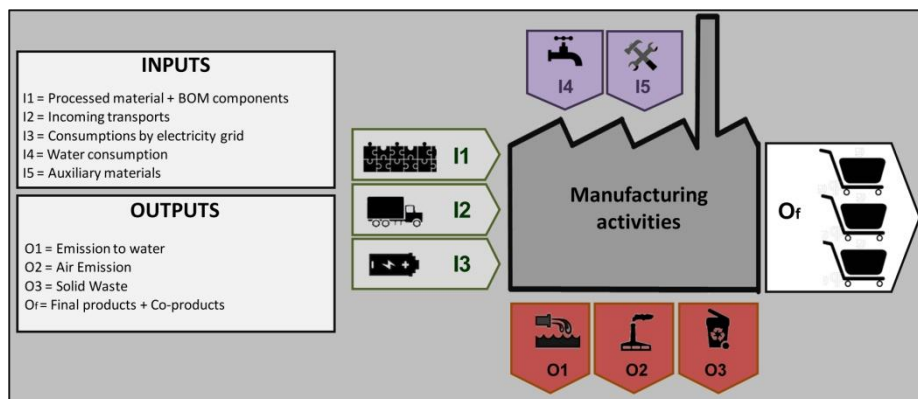 INPUTS
I1 = Processed material + BOM components
I2 = Incoming transports
I3 = Consumptions by electricity grid
I4 = Water consumption
I5 = Auxiliary materials
OUTPUTS
O1 = Emission to water
O2 = Air Emission
O3 = Solid Waste
Of= Final products + Co-products
I4
I5
I1
I2
I3
Manufacturing
activities
Of
O1
O2
O3